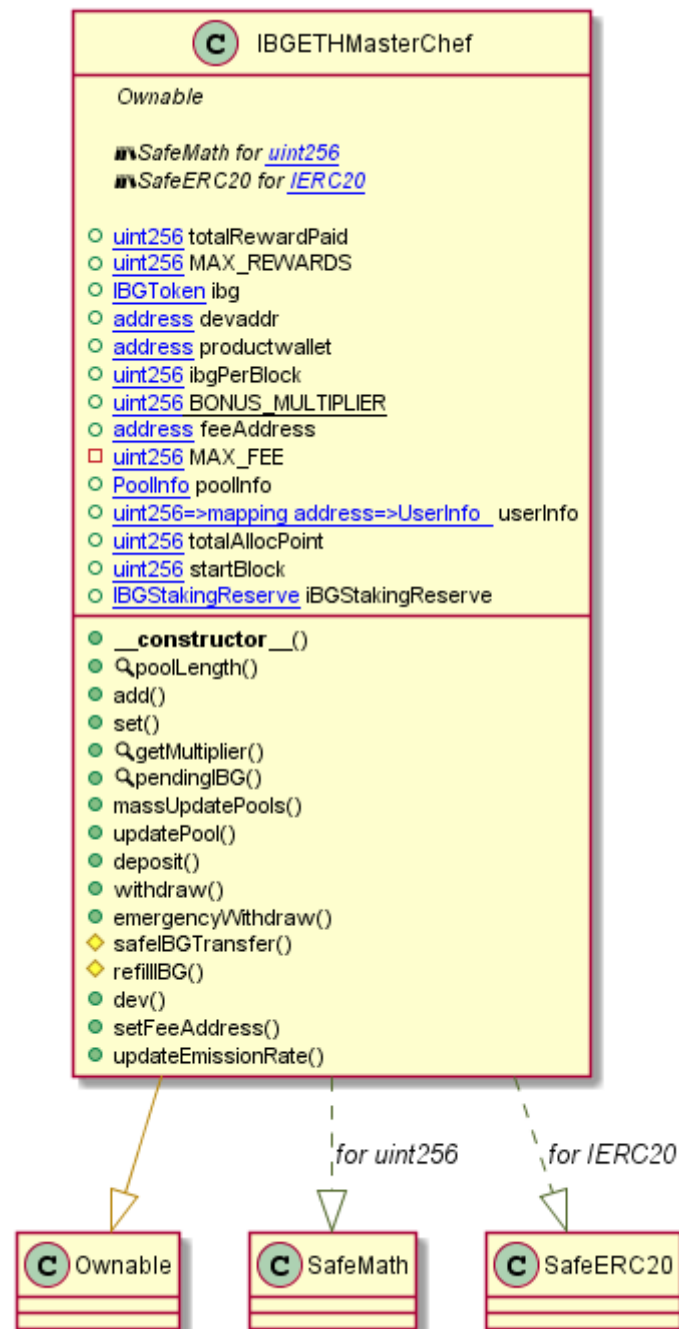 C IBGETHMasterChef
Ownable
SafeMath for uint256
SafeERC20 for IERC20
uint256 totalRewardPaid
uint256 MAX_REWARDS
IBGToken ibg
address devaddr
address productwallet
uint256 ibgPerBlock
uint256 BONUS_MULTIPLIER
address feeAddress
uint256 MAX_FEE
PoolInfo poolInfo
uint256=>mapping address=>UserInfo userInfo
uint256 totalAllocPoint
uint256 startBlock
IBGStakingReserve iBGStakingReserve
__constructor__()
poolLength()
add()
set()
getMultiplier()
pendingIBG()
massUpdatePools()
updatePool()
deposit()
withdraw()
emergencyWithdraw()
safeIBGTransfer()
refillIBG()
dev()
setFeeAddress()
updateEmissionRate()
for uint256 for IERC20
C Ownable C SafeMath C SafeERC20